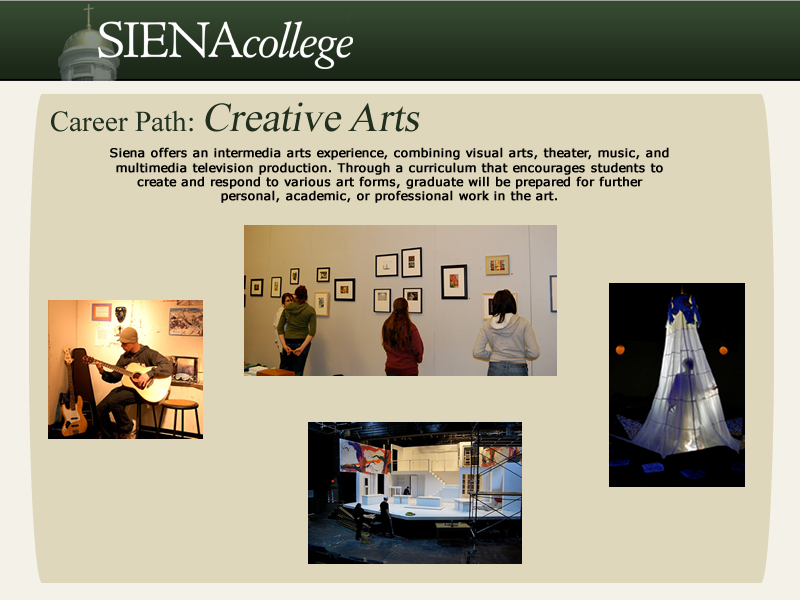 SIENAcollege
Career Path: Creative Arts
Siena offers an intermedia arts experience, combining visual arts, theater, music, and
multimedia television production. Through a curriculum that encourages students to
create and respond to various art forms, graduate will be prepared for further
personal, academic, or professional work in the art.